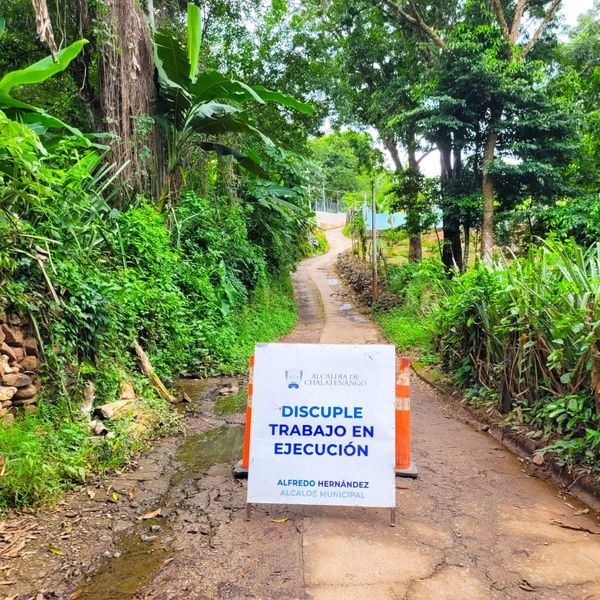 ALCALDÍA DE
CHALATENANGO
DISCUPLE
TRABAJO EN
EJECUCIÓN
ALFREDO HERNÁNDEZ
ALCALDE MUNICIPAL